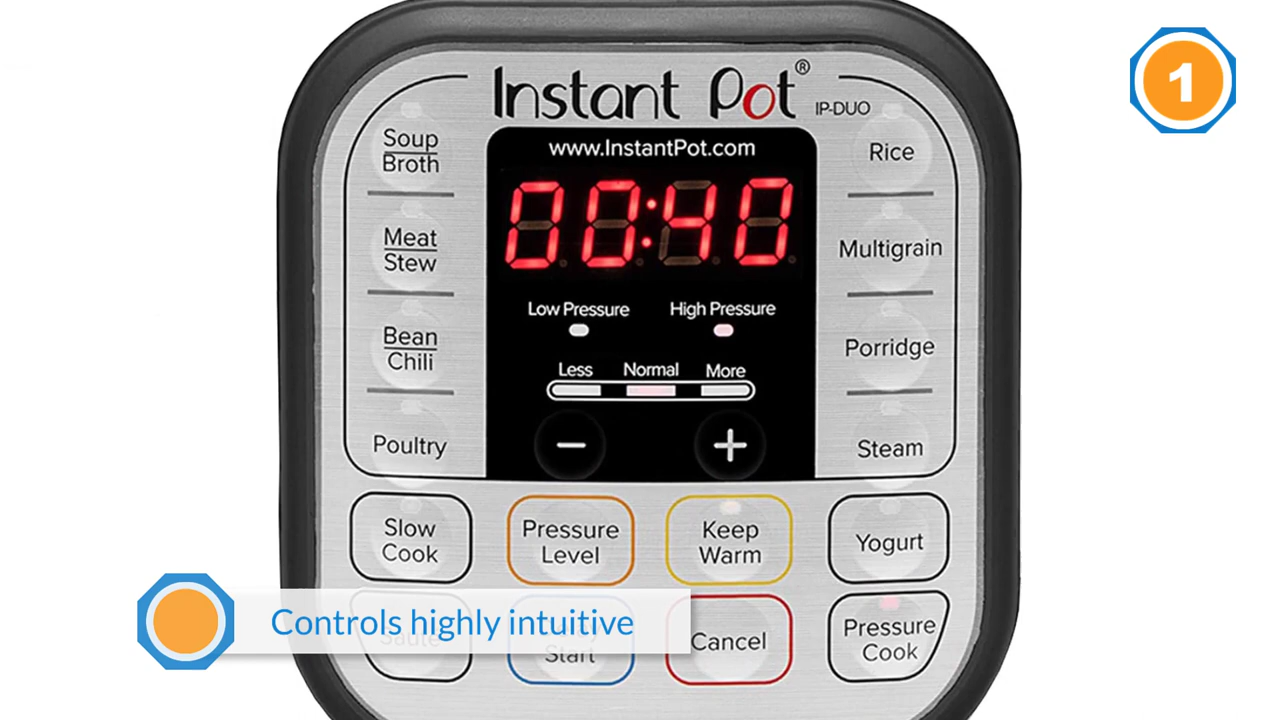 Instant Pot®
IP-DUO
1
www.InstantPot.com
00:40
Soup
Broth
Rice
Meat
Stew
Multigrain
Low Pressure
High Pressure
Bean
Chili
Porridge
Less
Normal
More
Poultry
−
+
Steam
Slow
Cook
Pressure
Level
Keep
Warm
Yogurt
Controls highly intuitive
Sauté
Start
Cancel
Pressure
Cook